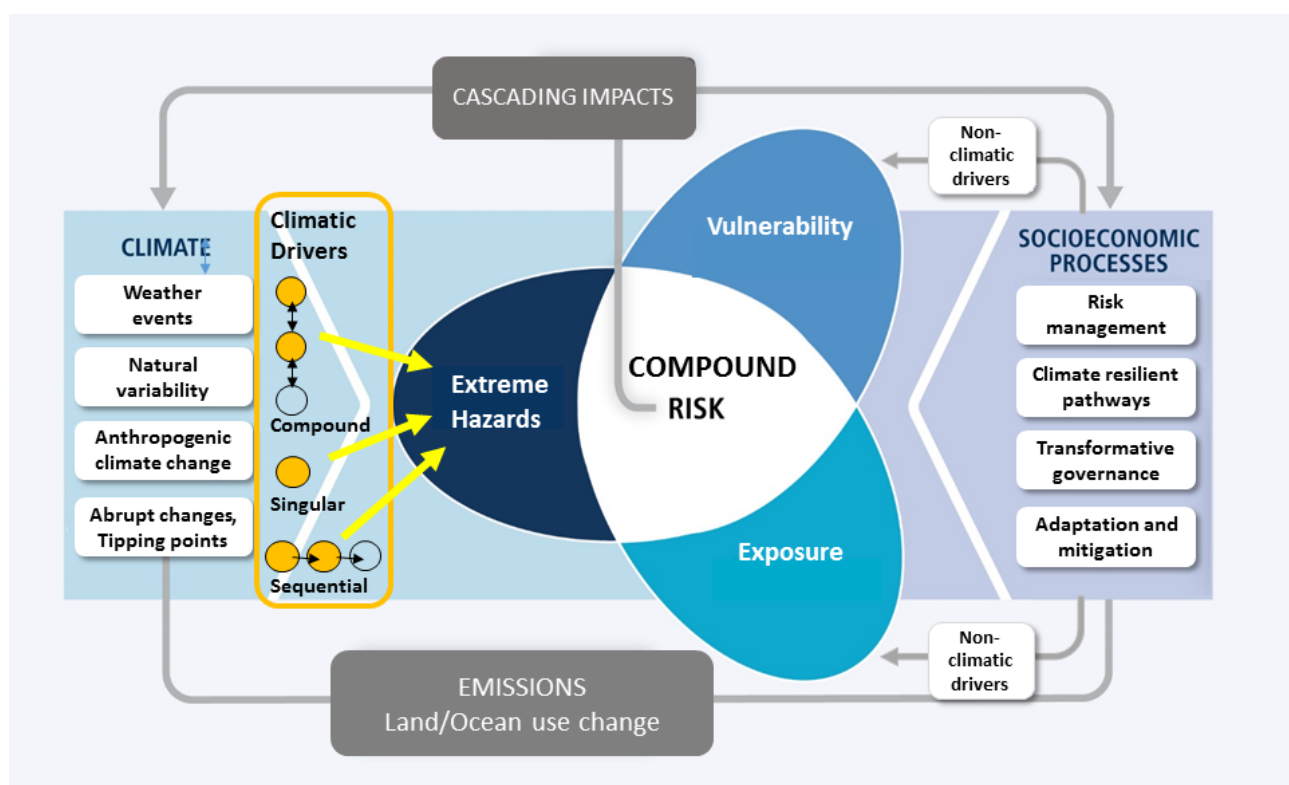 CASCADING IMPACTS
Non-
climatic
drivers
Climatic
Drivers
Vulnerability
CLIMATE
SOCIOECONOMIC
PROCESSES
Weather
events
Natural
variability
Anthropogenic
climate change
Abrupt changes,
Tipping points
Compound
Singular
Sequential
Extreme
Hazards
COMPOUND
RISK
Exposure
Risk
management
Climate resilient
pathways
Transformative
governance
Adaptation and
mitigation
Non-
climatic
drivers
EMISSIONS
Land/Ocean use change